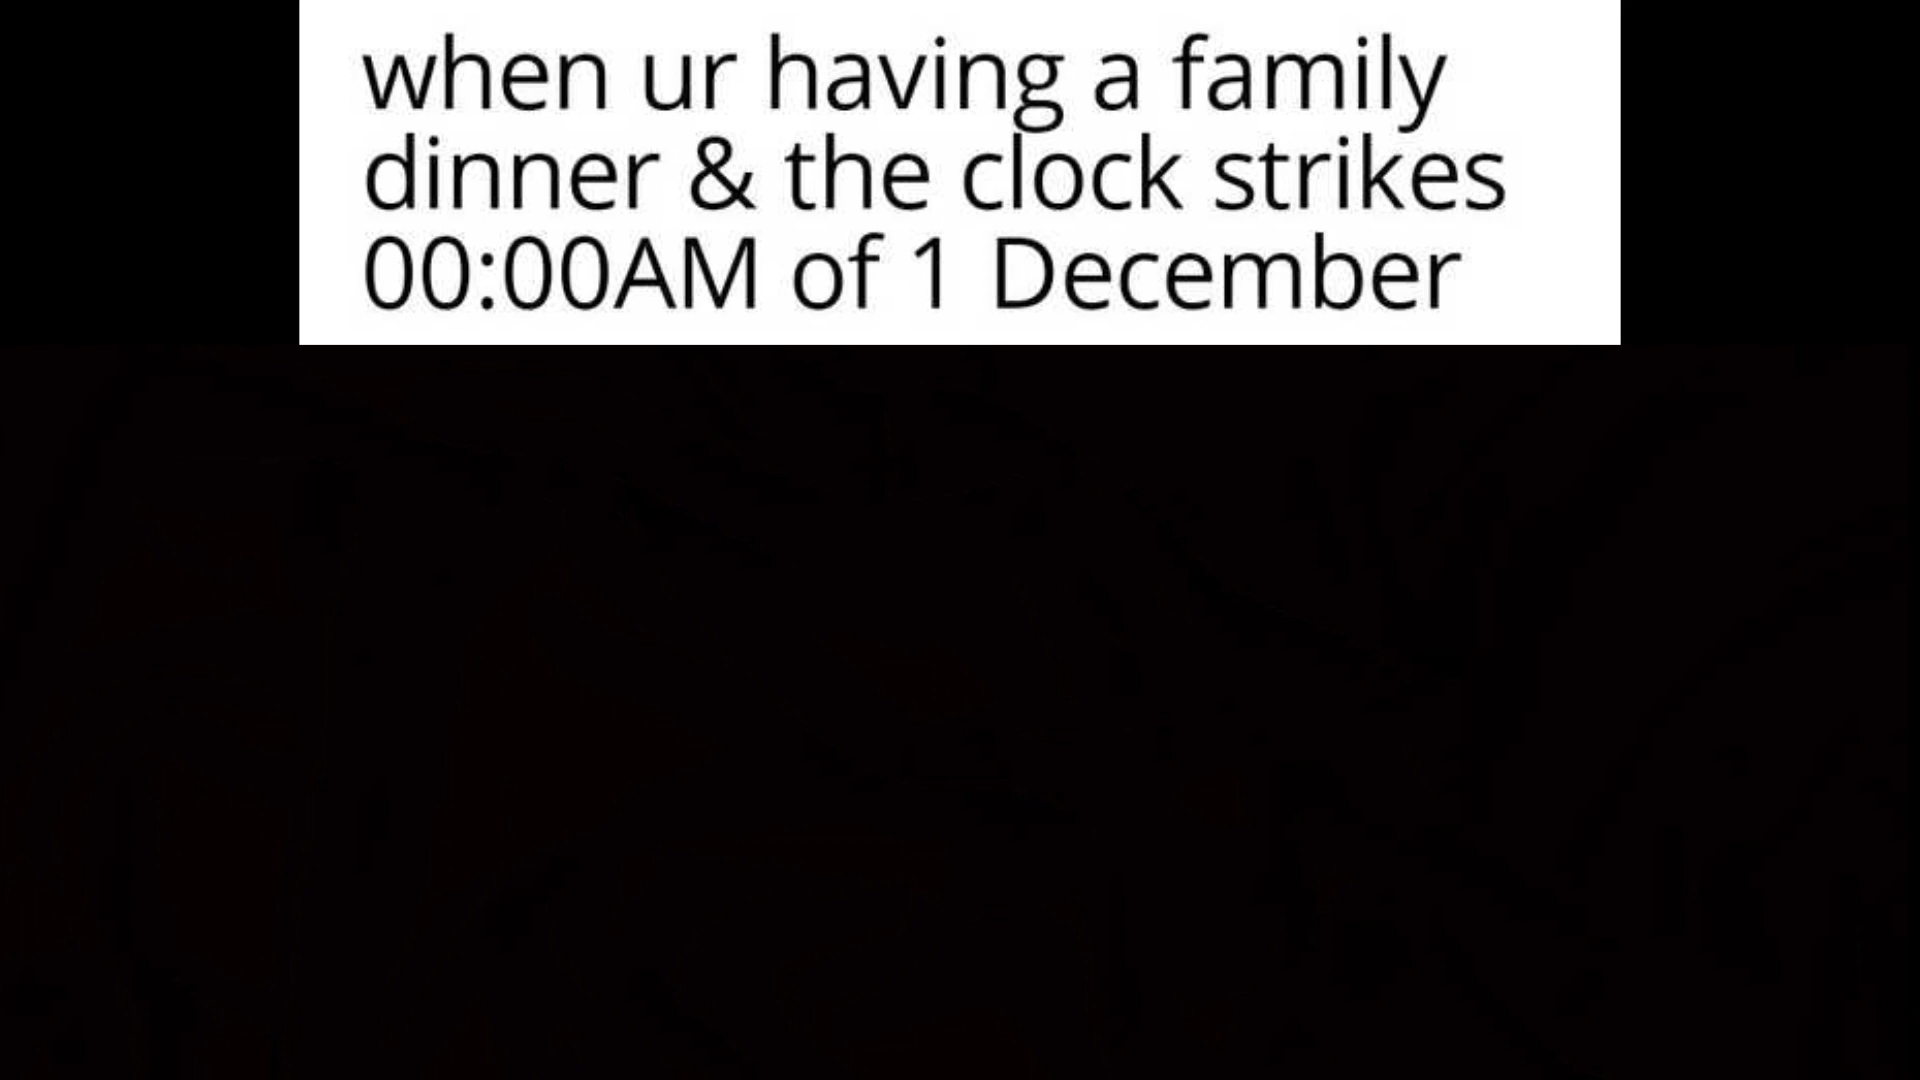 when ur having a family
dinner & the clock strikes
00:00AM of 1 December